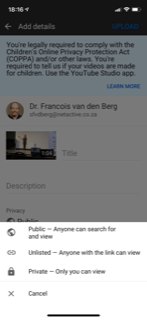 18:16
Add details
UPLOAD
You're legally required to comply with the
Children's Online Privacy Protection Act
(COPPA) and/or other laws. You're
required to tell us if your videos are made
for children. Use the YouTube Studio app.
LEARN MORE
Dr. Francois van den Berg
Title
Description
Privacy
Public
Public — Anyone can search for
and view
Unlisted — Anyone with the link can view
Private — Only you can view
Cancel